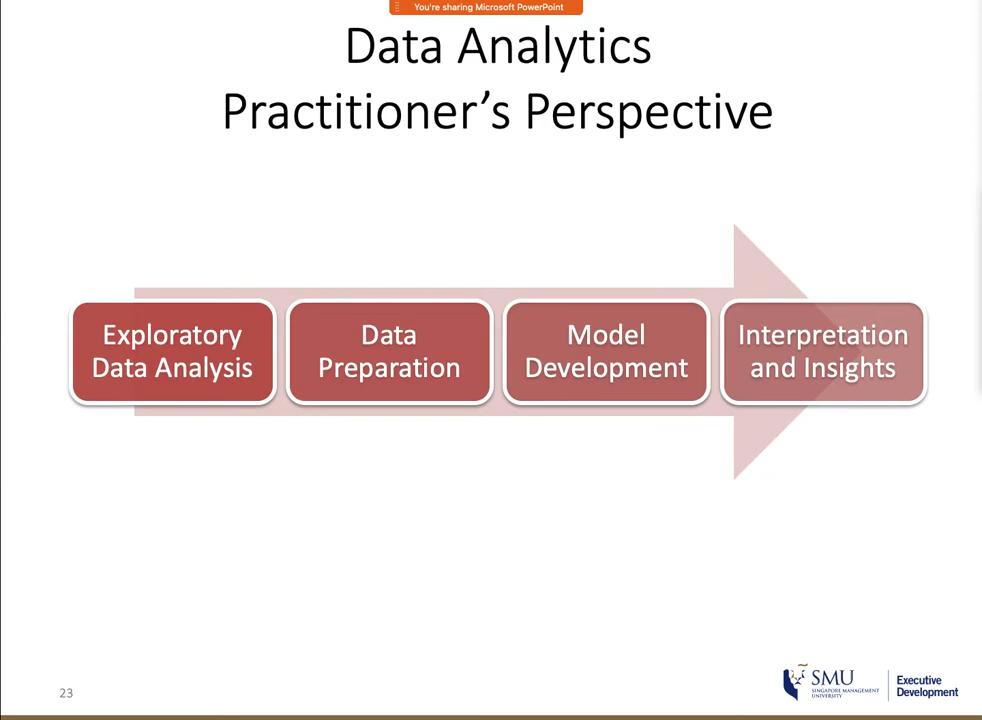 You're sharing Microsoft PowerPoint
Data Analytics
Practitioner’s Perspective
Exploratory
Data Analysis
Data
Preparation
Model
Development
Interpretation
and Insights
23
SMU
SINGAPORE MANAGEMENT
UNIVERSITY
Executive
Development